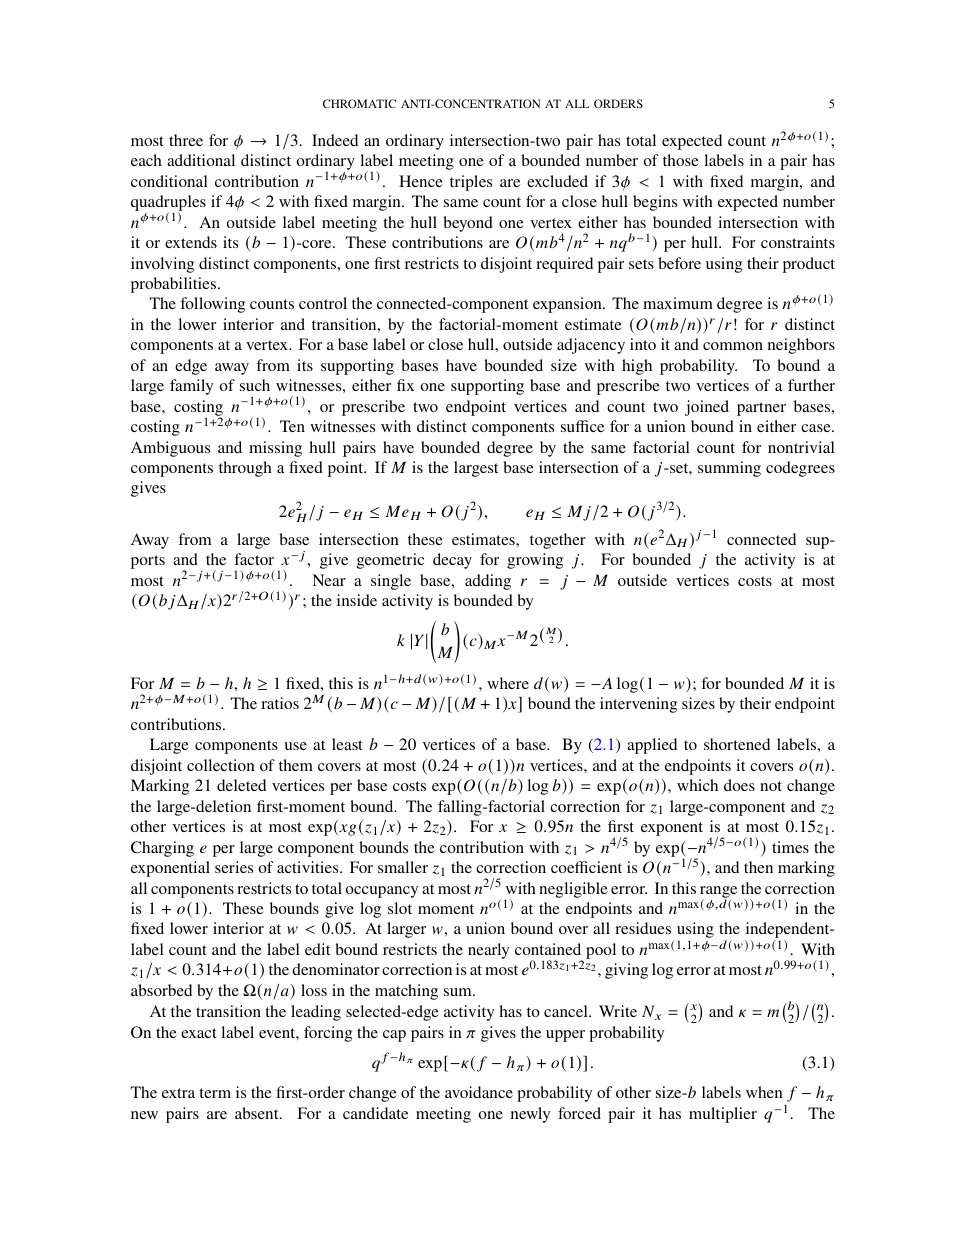 CHROMATIC ANTI-CONCENTRATION AT ALL ORDERS 5
most three for ϕ → 1/3. Indeed an ordinary intersection-two pair has total expected count n^{2ϕ+o(1)};
each additional distinct ordinary label meeting one of a bounded number of those labels in a pair has
conditional contribution n^{−1+ϕ+o(1)}. Hence triples are excluded if 3ϕ < 1 with fixed margin, and
quadruples if 4ϕ < 2 with fixed margin. The same count for a close hull begins with expected number
n^{ϕ+o(1)}. An outside label meeting the hull beyond one vertex either has bounded intersection with
it or extends its (b − 1)-core. These contributions are O(mb^4/n^2 + nq^{b−1}) per hull. For constraints
involving distinct components, one first restricts to disjoint required pair sets before using their product
probabilities.
The following counts control the connected-component expansion. The maximum degree is n^{ϕ+o(1)}
in the lower interior and transition, by the factorial-moment estimate (O(mb/n))^r/r! for r distinct
components at a vertex. For a base label or close hull, outside adjacency into it and common neighbors
of an edge away from its supporting bases have bounded size with high probability. To bound a
large family of such witnesses, either fix one supporting base and prescribe two vertices of a further
base, costing n^{−1+ϕ+o(1)}, or prescribe two endpoint vertices and count two joined partner bases,
costing n^{−1+2ϕ+o(1)}. Ten witnesses with distinct components suffice for a union bound in either case.
Ambiguous and missing hull pairs have bounded degree by the same factorial count for nontrivial
components through a fixed point. If M is the largest base intersection of a j-set, summing codegrees
gives
2e_H^2/j − e_H ≤ Me_H + O(j^2), e_H ≤ Mj/2 + O(j^{3/2}).
Away from a large base intersection these estimates, together with n(e^2Δ_H)^{j−1} connected sup-
ports and the factor x^{−j}, give geometric decay for growing j. For bounded j the activity is at
most n^{2−j+(j−1)ϕ+o(1)}. Near a single base, adding r = j − M outside vertices costs at most
(O(bjΔ_H/x)2^{r/2+O(1)})^r; the inside activity is bounded by
k |Y| \binom{b}{M} (c)_M x^{−M} 2^{\binom{M}{2}}.
For M = b − h, h ≥ 1 fixed, this is n^{1−h+d(w)+o(1)}, where d(w) = −A log(1 − w); for bounded M it is
n^{2+ϕ−M+o(1)}. The ratios 2^M(b − M)(c − M)/[(M + 1)x] bound the intervening sizes by their endpoint
contributions.
Large components use at least b − 20 vertices of a base. By (2.1) applied to shortened labels, a
disjoint collection of them covers at most (0.24 + o(1))n vertices, and at the endpoints it covers o(n).
Marking 21 deleted vertices per base costs exp(O((n/b) log b)) = exp(o(n)), which does not change
the large-deletion first-moment bound. The falling-factorial correction for z_1 large-component and z_2
other vertices is at most exp(xg(z_1/x) + 2z_2). For x ≥ 0.95n the first exponent is at most 0.15z_1.
Charging e per large component bounds the contribution with z_1 > n^{4/5} by exp(−n^{4/5−o(1)}) times the
exponential series of activities. For smaller z_1 the correction coefficient is O(n^{−1/5}), and then marking
all components restricts to total occupancy at most n^{2/5} with negligible error. In this range the correction
is 1 + o(1). These bounds give log slot moment n^{o(1)} at the endpoints and n^{max(ϕ,d(w))+o(1)} in the
fixed lower interior at w < 0.05. At larger w, a union bound over all residues using the independent-
label count and the label edit bound restricts the nearly contained pool to n^{max(1,1+ϕ−d(w))+o(1)}. With
z_1/x < 0.314+o(1) the denominator correction is at most e^{0.183z_1+2z_2}, giving log error at most n^{0.99+o(1)},
absorbed by the Ω(n/a) loss in the matching sum.
At the transition the leading selected-edge activity has to cancel. Write N_x = \binom{x}{2} and κ = m\binom{b}{2}/\binom{n}{2}.
On the exact label event, forcing the cap pairs in π gives the upper probability
q^{f−h_π} exp[−κ(f − h_π) + o(1)]. (3.1)
The extra term is the first-order change of the avoidance probability of other size-b labels when f − h_π
new pairs are absent. For a candidate meeting one newly forced pair it has multiplier q^{−1}. The